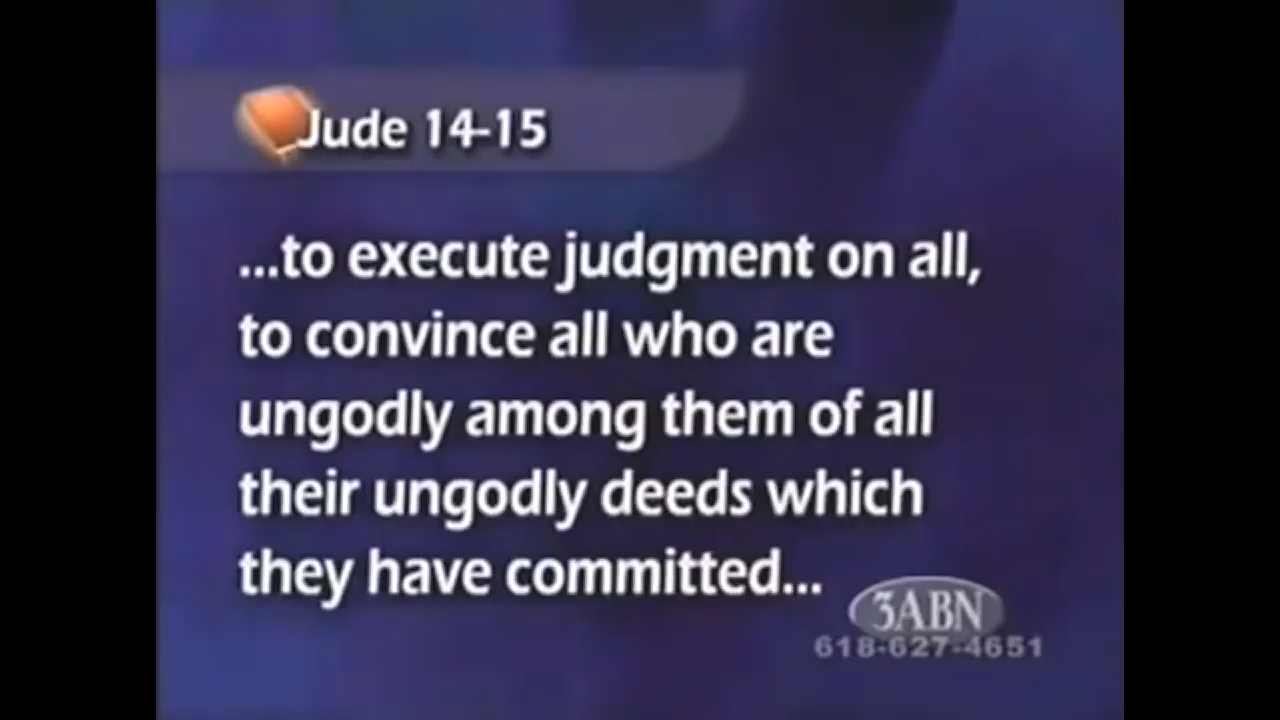 Jude 14-15
...to execute judgment on all,
to convince all who are
ungodly among them of all
their ungodly deeds which
they have committed...
3ABN
618-627-4651